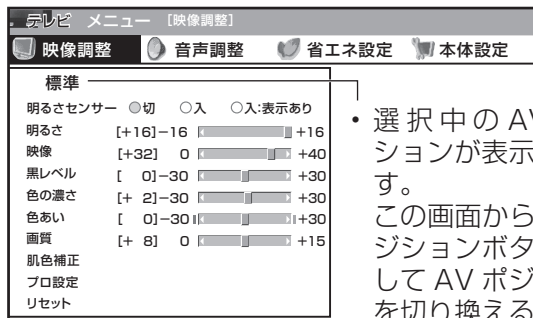 テレビ メニュー [映像調整]
映像調整 音声調整 省エネ設定 本体設定
標準
明るさセンサー 切 入 入:表示あり
明るさ [+16] -16 +16
映像 [+32] 0 +40
黒レベル [ 0] -30 +30
色の濃さ [+ 2] -30 +30
色あい [ 0] -30 +30
画質 [+ 8] 0 +15
肌色補正
プロ設定
リセット
・選択中の AV
ションが表示
す。
この画面から
ジションボタ
して AV ポジ
を切り換える